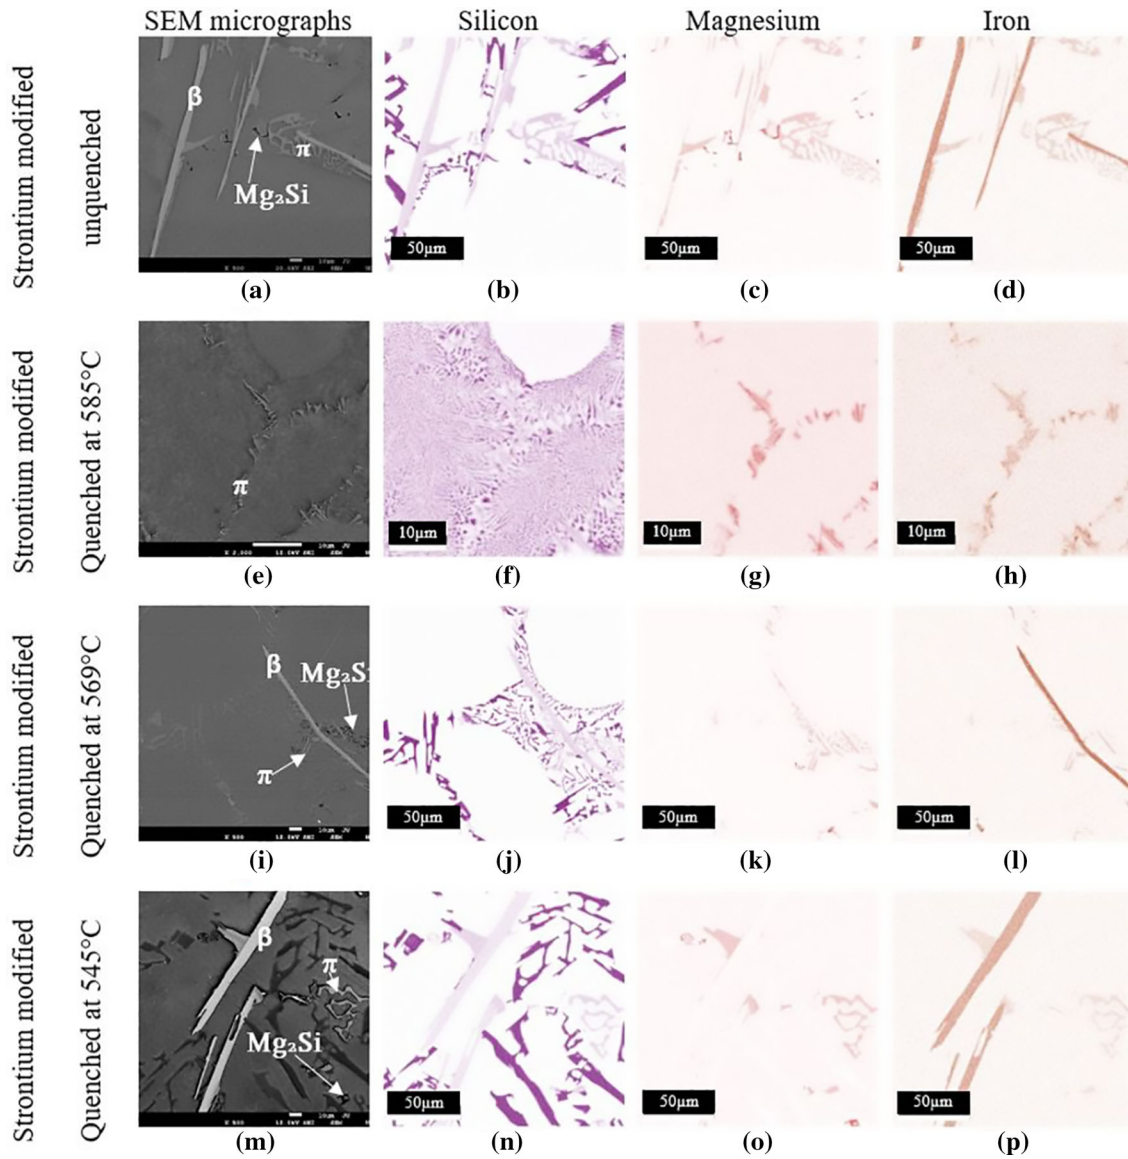 SEM micrographs Silicon Magnesium Iron
Strontium modified
unquenched
β
π
Mg₂Si
50µm 50µm 50µm
(a) (b) (c) (d)
Strontium modified
Quenched at 585°C
π
10µm 10µm 10µm
(e) (f) (g) (h)
Strontium modified
Quenched at 569°C
β
Mg₂Si
π
50µm 50µm 50µm
(i) (j) (k) (l)
Strontium modified
Quenched at 545°C
β
π
Mg₂Si
50µm 50µm 50µm
(m) (n) (o) (p)